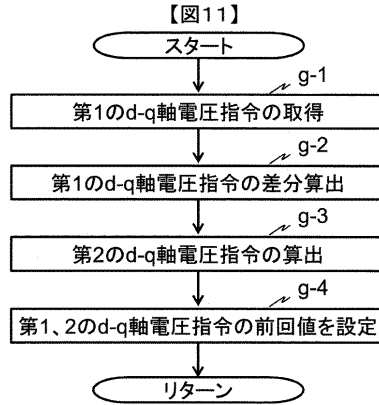 【図11】
スタート
g-1
第1のd-q軸電圧指令の取得
g-2
第1のd-q軸電圧指令の差分算出
g-3
第2のd-q軸電圧指令の算出
g-4
第1、2のd-q軸電圧指令の前回値を設定
リターン